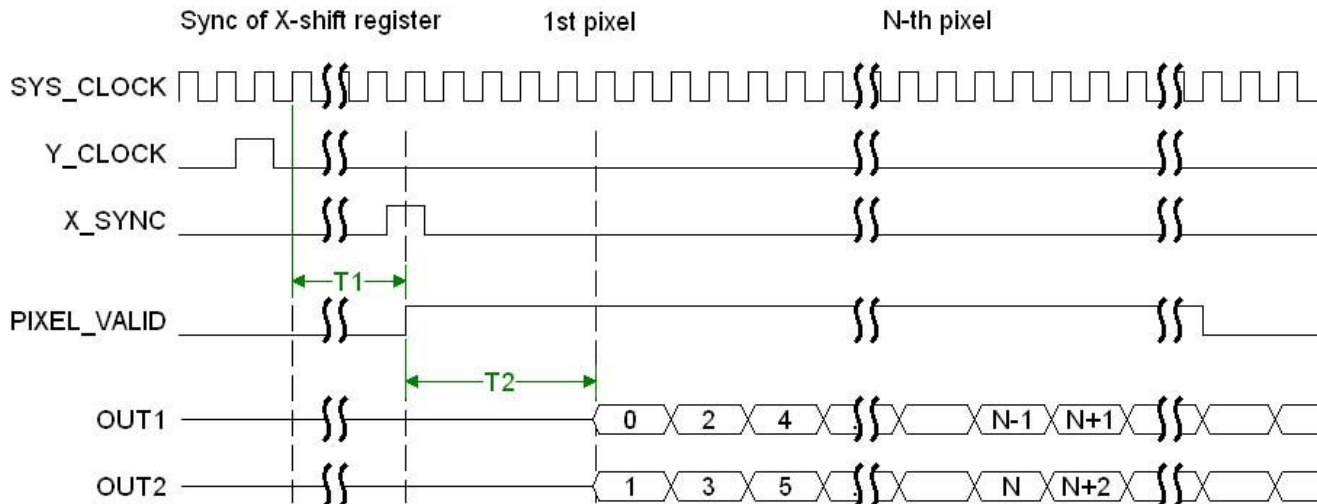 Sync of X-shift register 1st pixel N-th pixel
SYS_CLOCK
Y_CLOCK
X_SYNC
T1
PIXEL_VALID
T2
OUT1 0 2 4 N-1 N+1
OUT2 1 3 5 N N+2